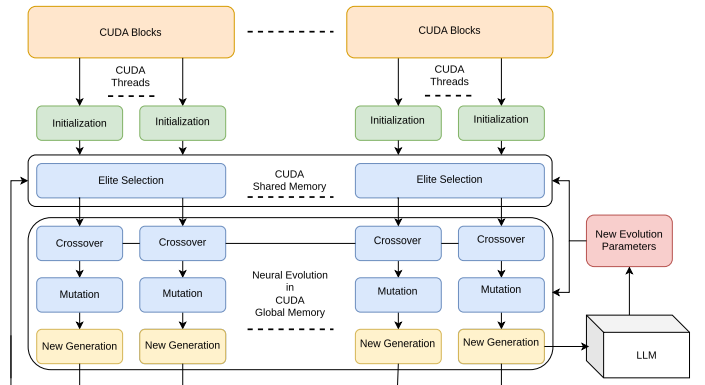 CUDA Blocks
CUDA Blocks
CUDA
Threads
CUDA
Threads
Initialization
Initialization
Initialization
Initialization
Elite Selection
CUDA
Shared Memory
Elite Selection
New Evolution
Parameters
Crossover
Crossover
Crossover
Crossover
Neural Evolution
in
CUDA
Global Memory
Mutation
Mutation
Mutation
Mutation
New Generation
New Generation
New Generation
New Generation
LLM